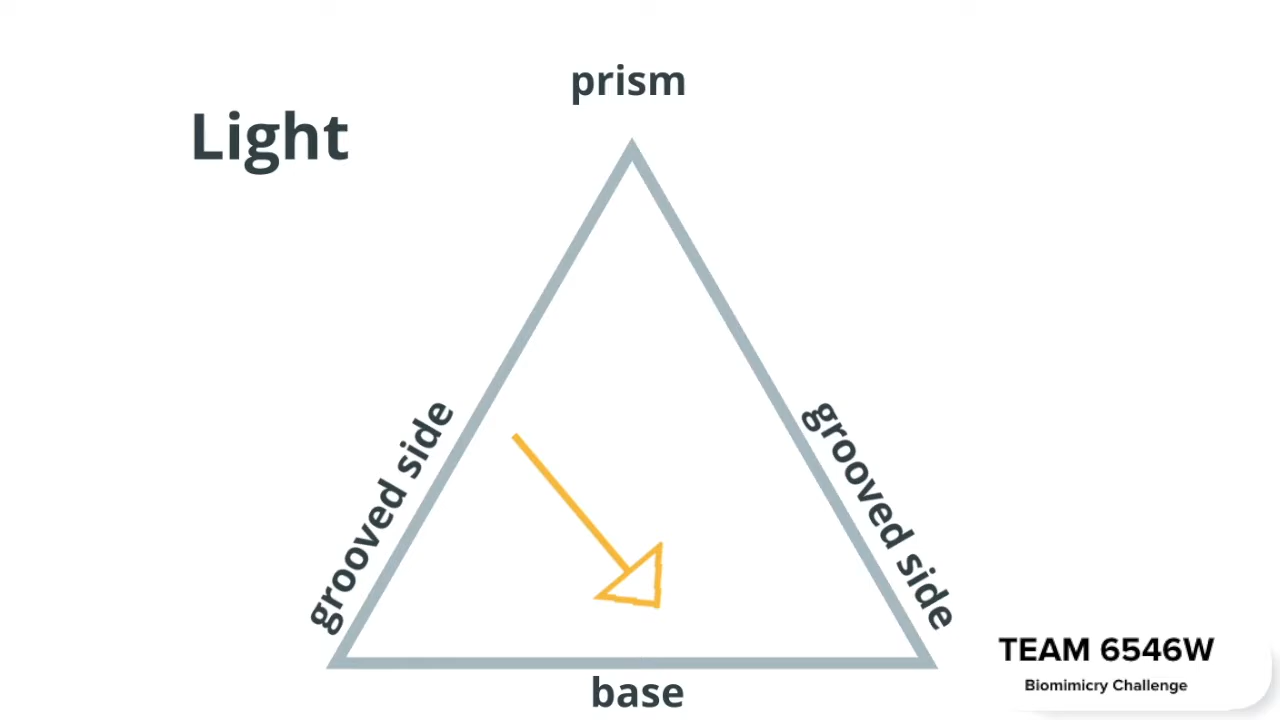 prism
Light
grooved side
grooved side
base
TEAM 6546W
Biomimicry Challenge